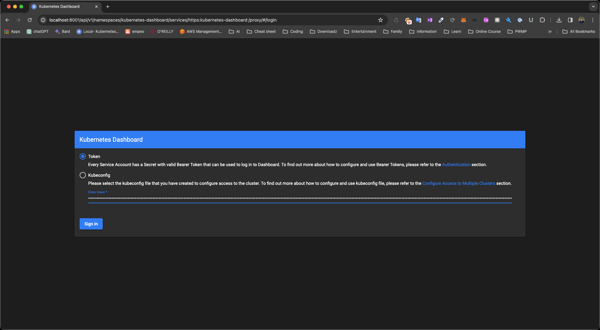 Kubernetes Dashboard
localhost:8001/api/v1/namespaces/kubernetes-dashboard/services/https:kubernetes-dashboard:/proxy/#/login
Apps
chatGPT
Bard
Local · Kubernetes...
empeo
O'REILLY
AWS Management...
AI
Cheat sheet
Coding
Downloadz
Entertainment
Family
Information
Learn
Online Course
PWMP
»
All Bookmarks
Kubernetes Dashboard
Token
Every Service Account has a Secret with valid Bearer Token that can be used to log in to Dashboard. To find out more about how to configure and use Bearer Tokens, please refer to the Authentication section.
Kubeconfig
Please select the kubeconfig file that you have created to configure access to the cluster. To find out more about how to configure and use kubeconfig file, please refer to the Configure Access to Multiple Clusters section.
Enter token *
Sign in